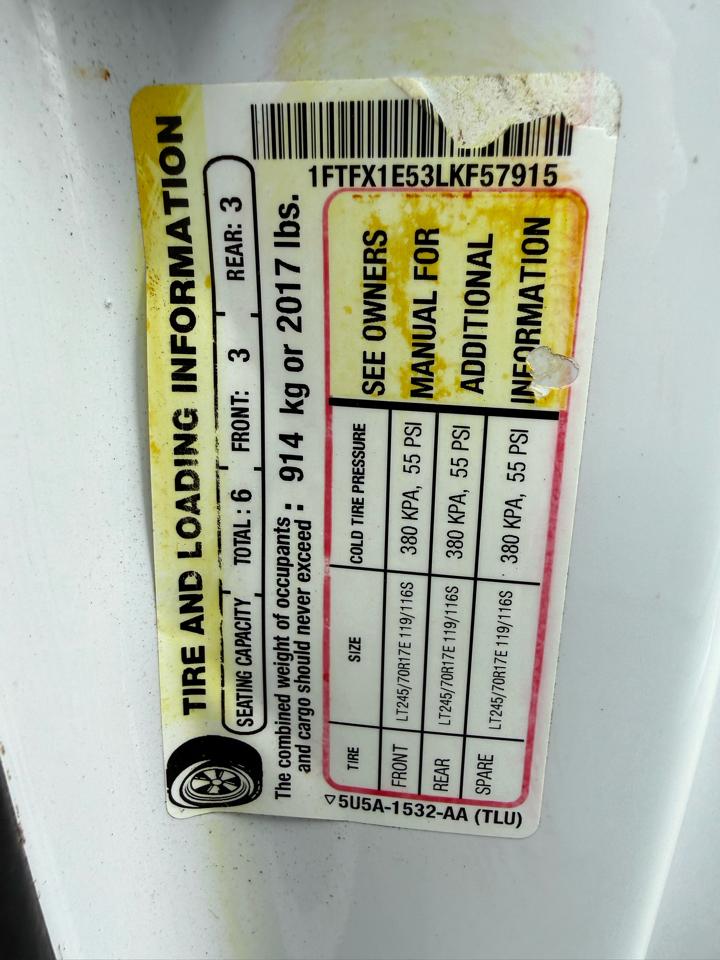 TIRE AND LOADING INFORMATION
SEATING CAPACITY TOTAL : 6 FRONT: 3 REAR: 3
The combined weight of occupants and cargo should never exceed : 914 kg or 2017 lbs.
TIRE SIZE COLD TIRE PRESSURE
FRONT LT245/70R17E 119/116S 380 KPA, 55 PSI
REAR LT245/70R17E 119/116S 380 KPA, 55 PSI
SPARE LT245/70R17E 119/116S 380 KPA, 55 PSI
SEE OWNERS
MANUAL FOR
ADDITIONAL
INFORMATION
5U5A-1532-AA (TLU)
1FTFX1E53LKF57915